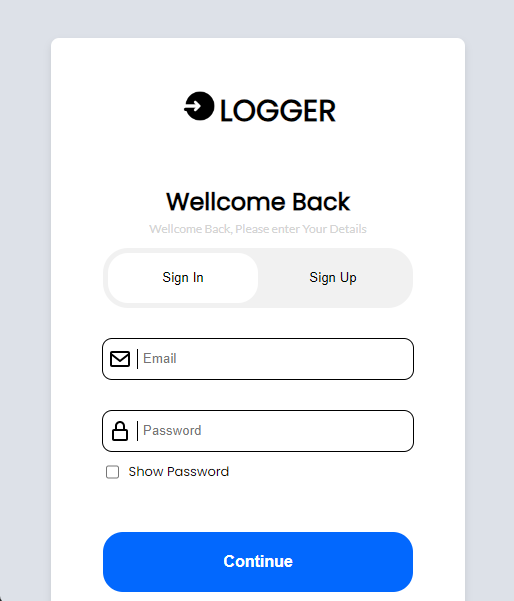 LOGGER
Wellcome Back
Wellcome Back, Please enter Your Details
Sign In
Sign Up
Email
Password
Show Password
Continue